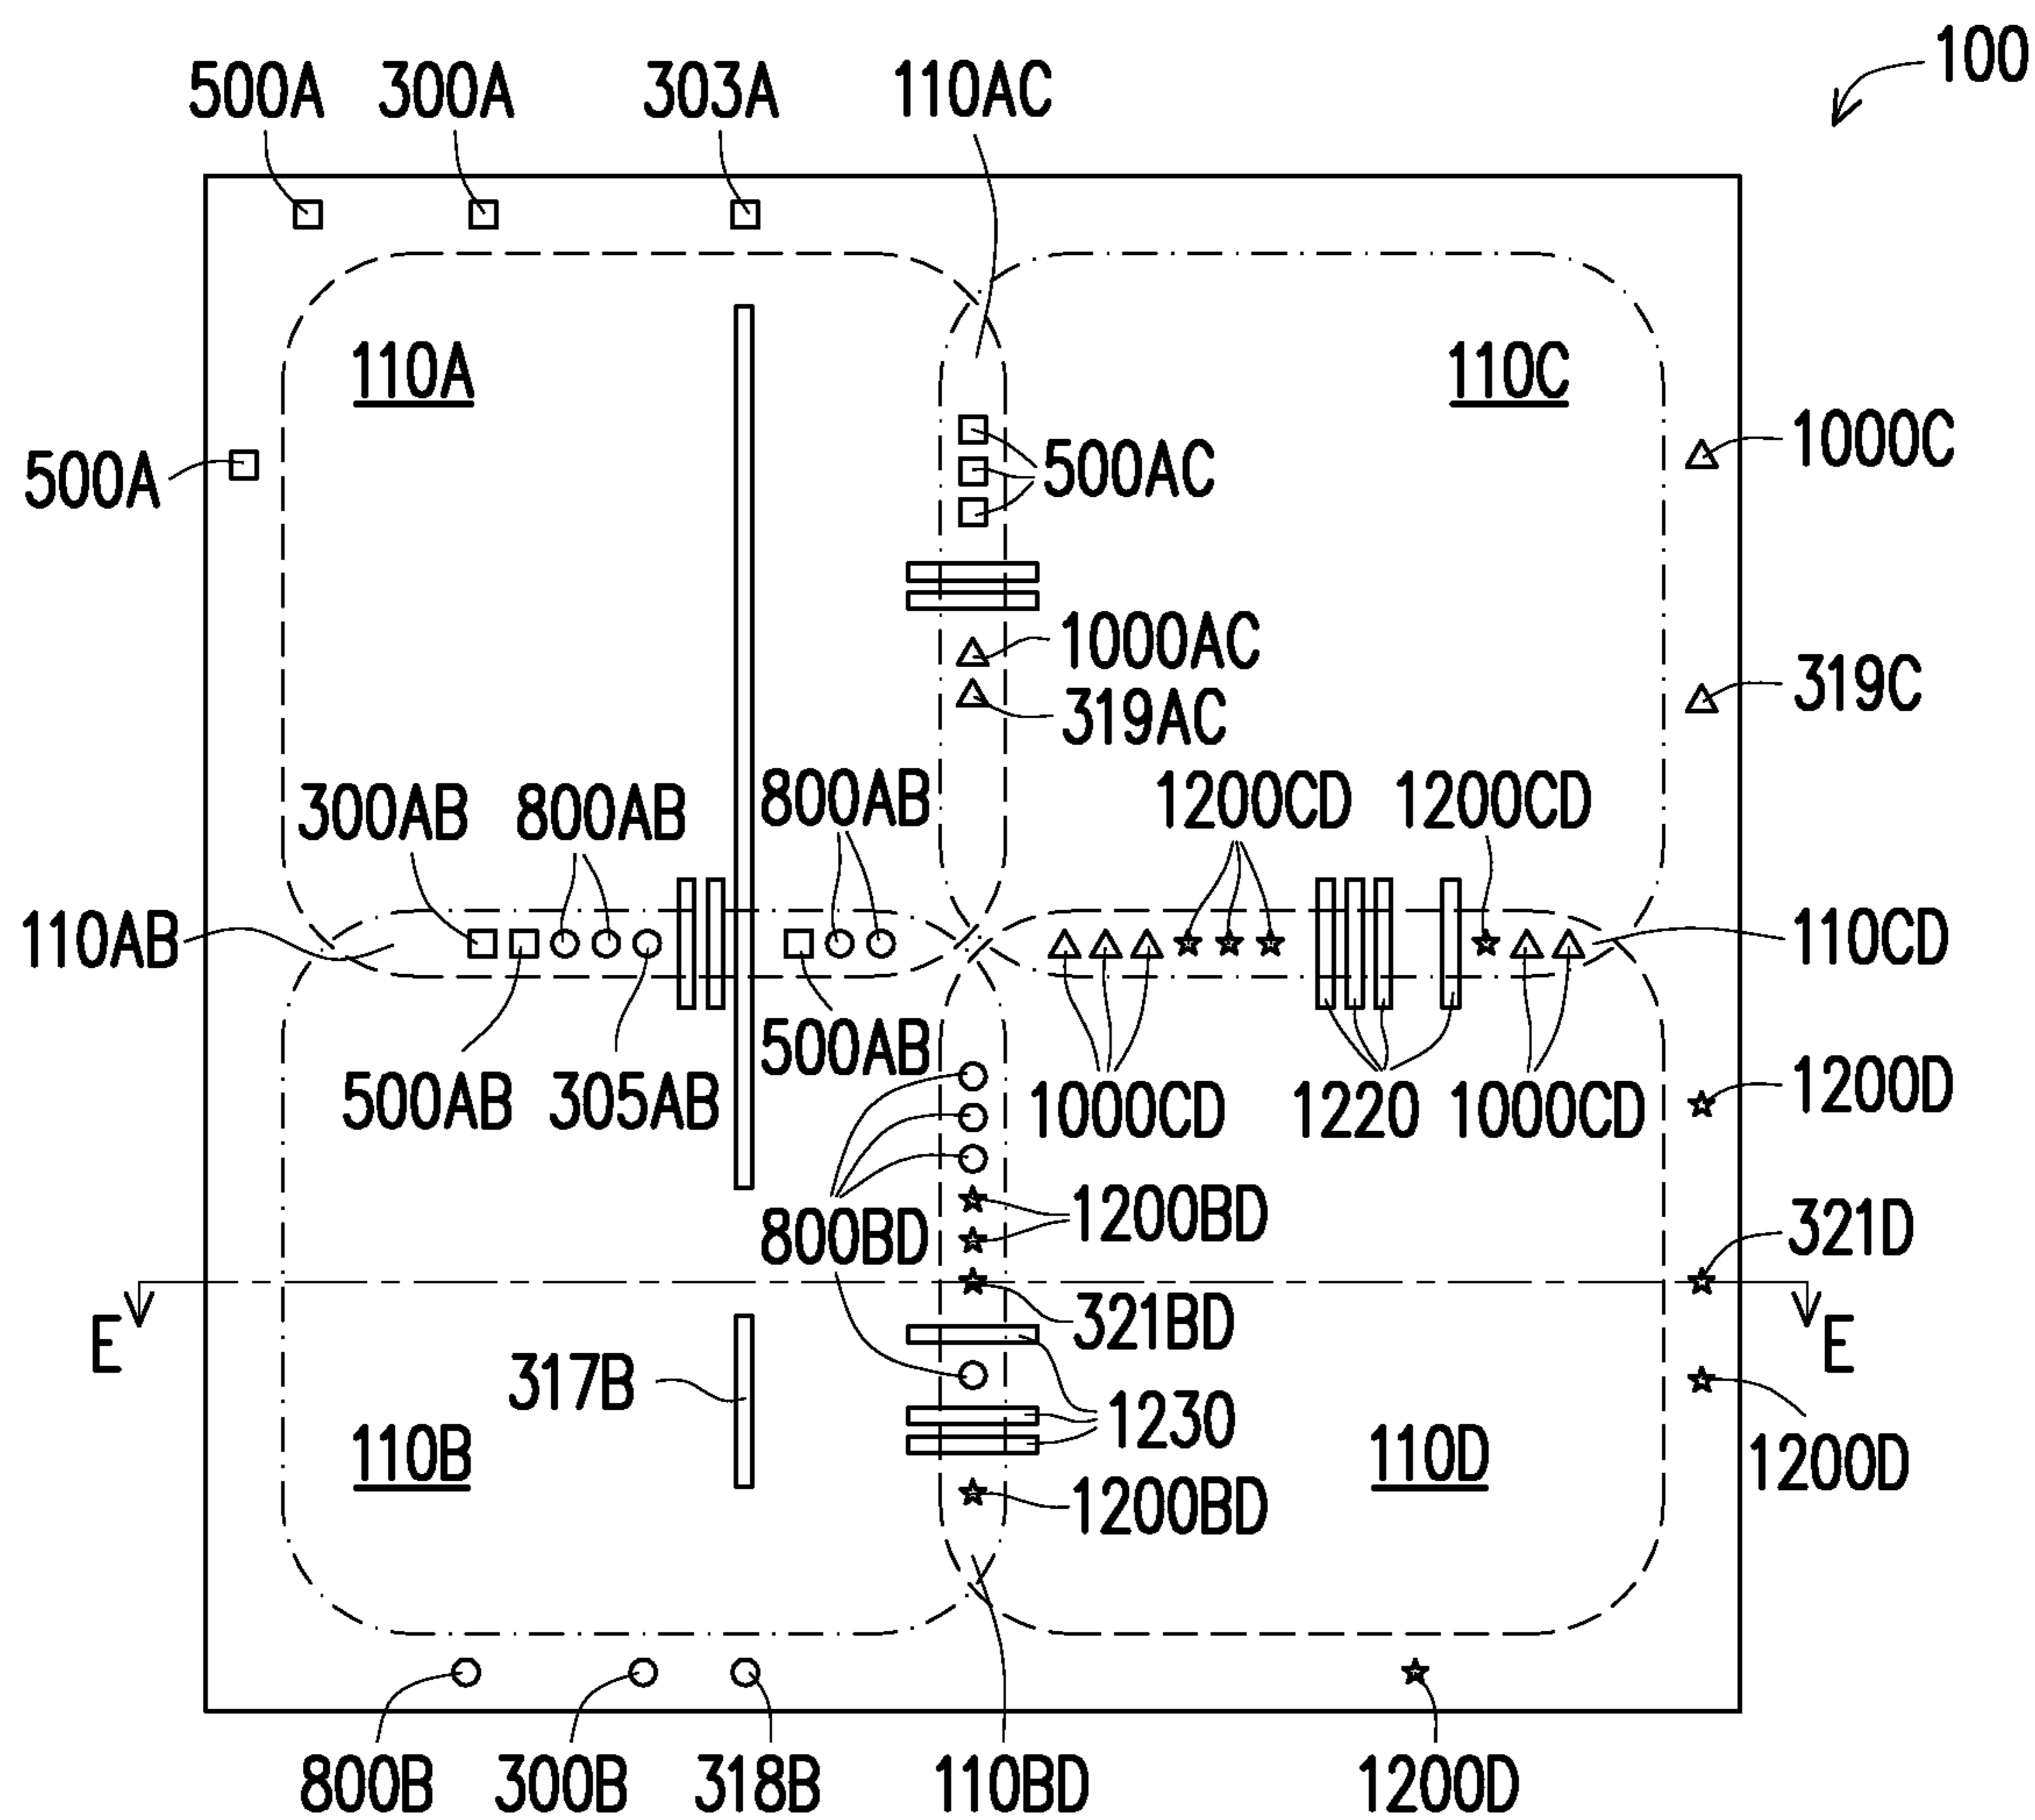 100
500A 300A 303A 110AC
110A 110C
500A 500AC 1000C
1000AC
319AC 319C
300AB 800AB 800AB 1200CD 1200CD
110AB 110CD
500AB 305AB 500AB 1000CD 1220 1000CD 1200D
800BD 1200BD 321D
E 321BD E
317B 1230
110B 110D 1200D
1200BD
800B 300B 318B 110BD 1200D